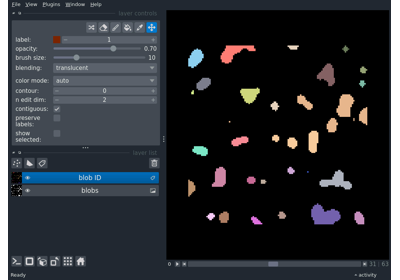 File View Plugins Window Help
layer controls
label: 1
opacity: 0.70
brush size: 10
blending: translucent
color mode: auto
contour: 0
n edit dim: 2
contiguous:
preserve
labels:
show
selected:
layer list
blob ID
blobs
31 63
Ready
activity